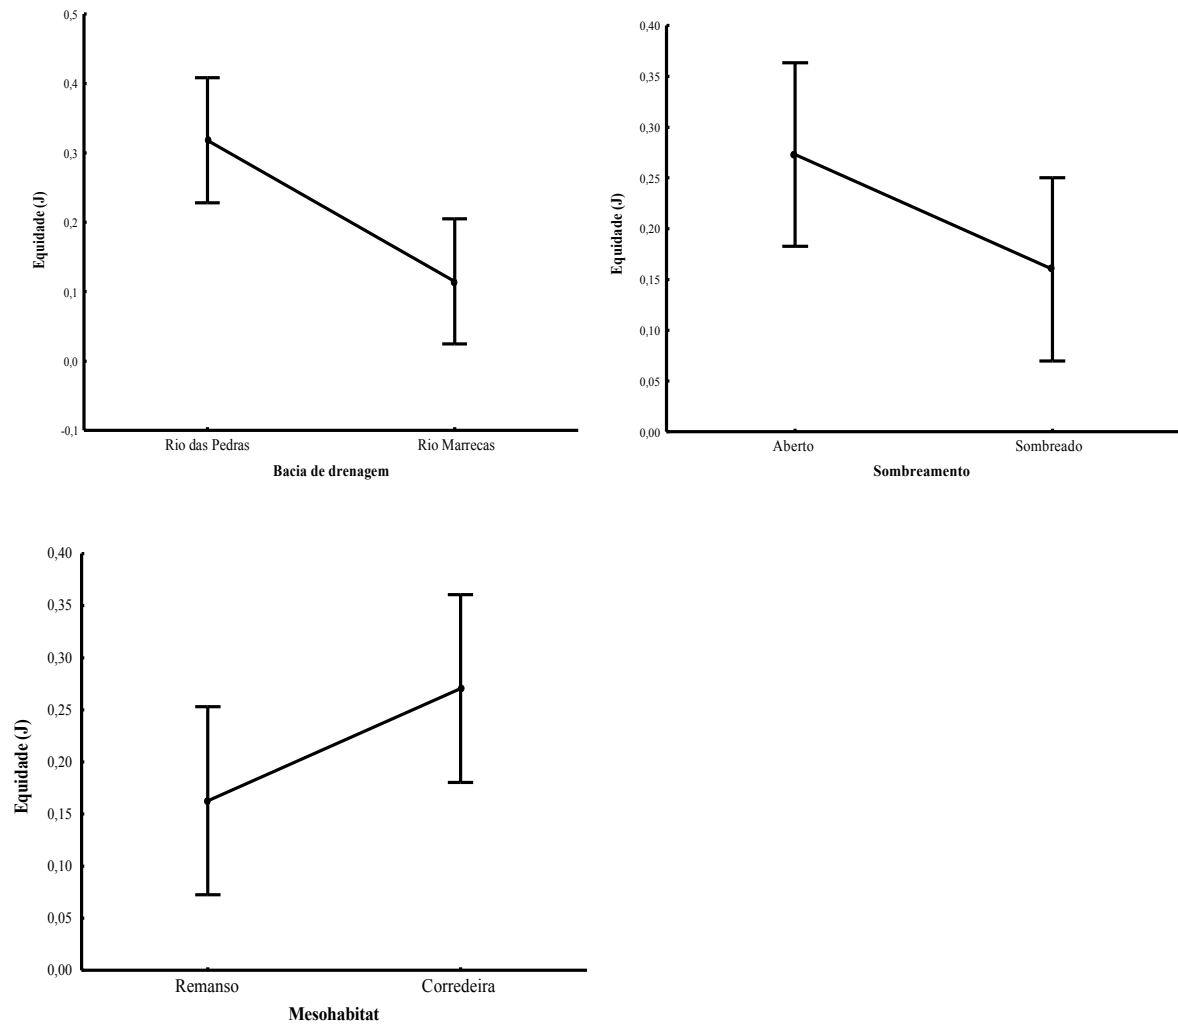 0,5
0,4
0,3
0,2
0,1
0,0
-0,1
Equidade (J)
Rio das Pedras Rio Marrecas
Bacia de drenagem
0,40
0,35
0,30
0,25
0,20
0,15
0,10
0,05
0,00
Equidade (J)
Aberto Sombreado
Sombreamento
0,40
0,35
0,30
0,25
0,20
0,15
0,10
0,05
0,00
Equidade (J)
Remanso Corredeira
Mesohabitat